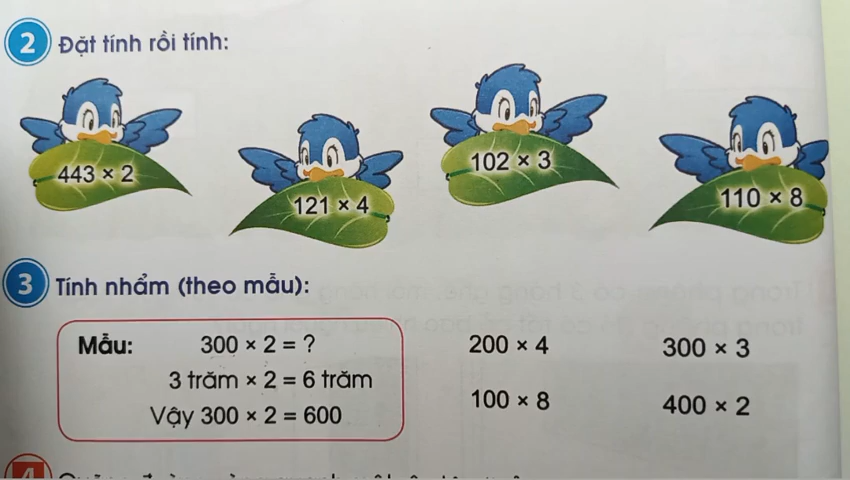 2 Đặt tính rồi tính:
443 × 2
121 × 4
102 × 3
110 × 8
3 Tính nhẩm (theo mẫu):
Mẫu: 300 × 2 = ?
3 trăm × 2 = 6 trăm
Vậy 300 × 2 = 600
200 × 4
300 × 3
100 × 8
400 × 2